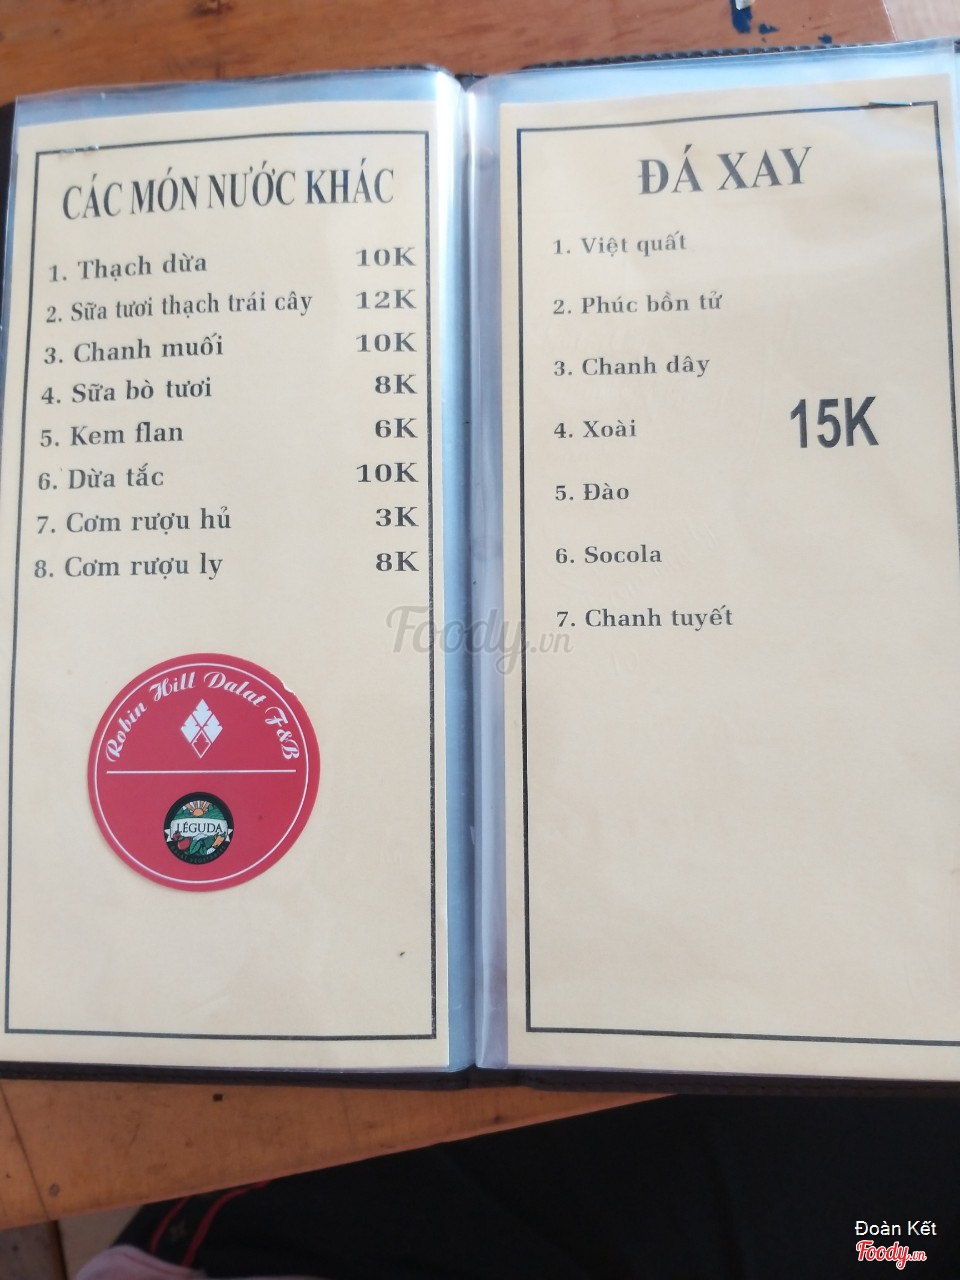 CÁC MÓN NƯỚC KHÁC
1. Thạch dừa 10K
2. Sữa tươi thạch trái cây 12K
3. Chanh muối 10K
4. Sữa bò tươi 8K
5. Kem flan 6K
6. Dừa tắc 10K
7. Cơm rượu hủ 3K
8. Cơm rượu ly 8K
Robin Hill Dalat F&B
LÉGUDA
ĐÁ XAY
1. Việt quất
2. Phúc bồn tử
3. Chanh dây
4. Xoài 15K
5. Đào
6. Socola
7. Chanh tuyết
Foody.vn
Đoàn Kết
Foody.vn